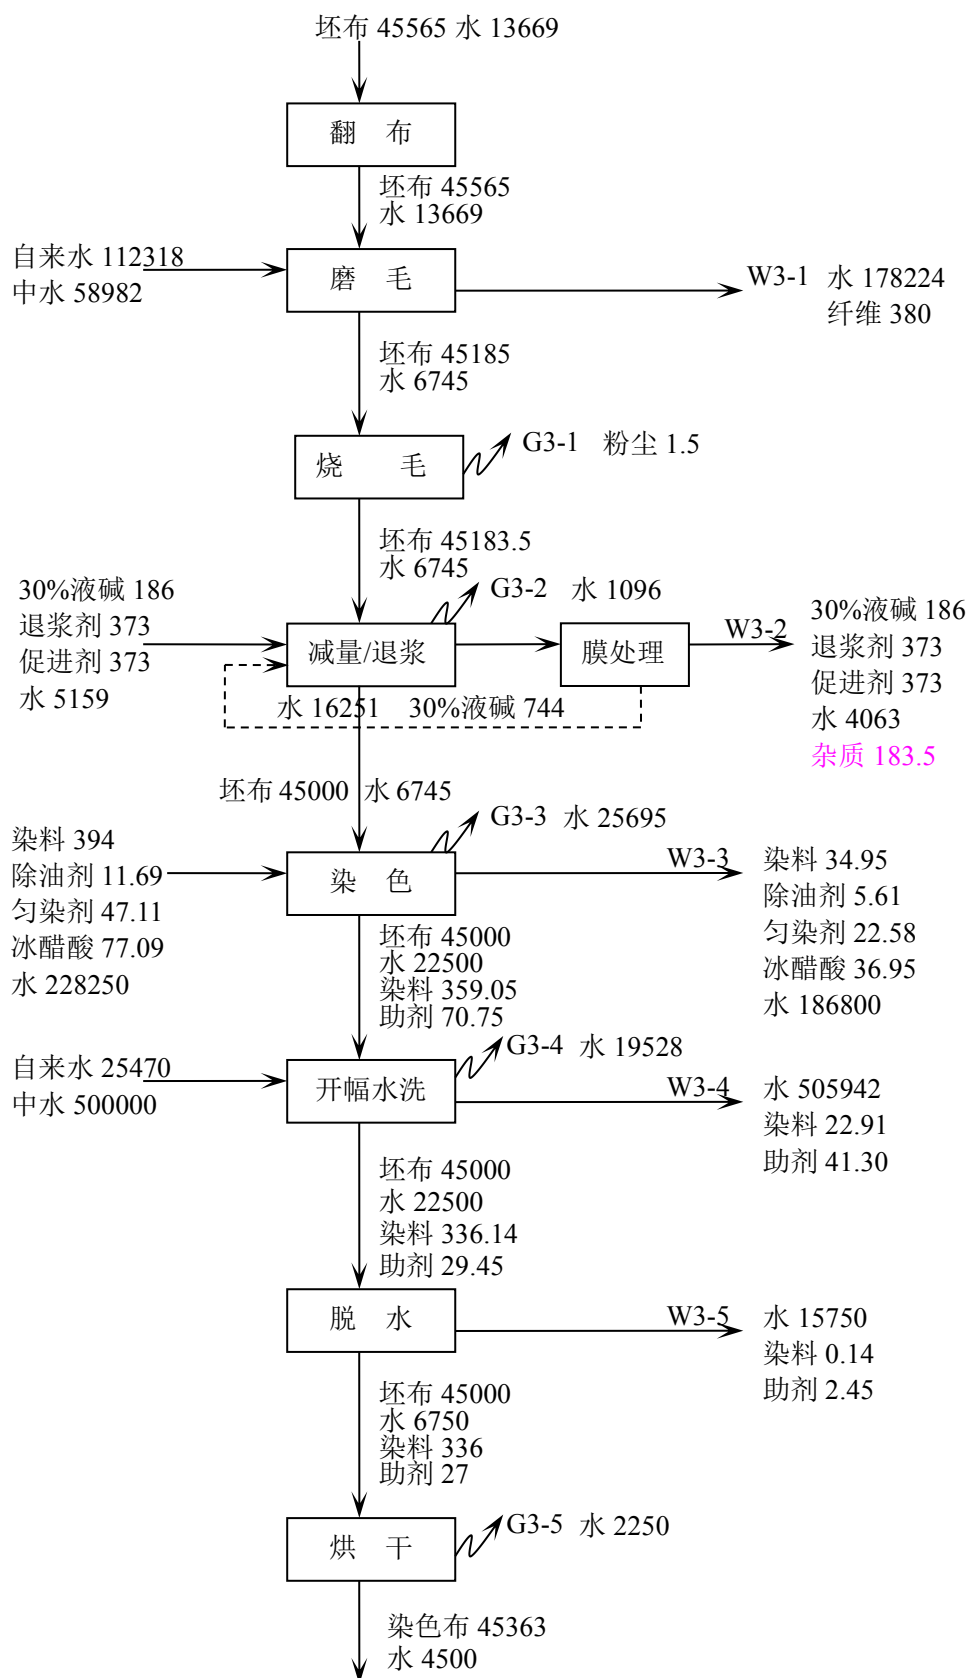 坯布 45565 水 13669
翻 布
坯布 45565
水 13669
自来水 112318
中水 58982
磨 毛
W3-1 水 178224
纤维 380
坯布 45185
水 6745
烧 毛
G3-1 粉尘 1.5
坯布 45183.5
水 6745
G3-2 水 1096
30%液碱 186
退浆剂 373
促进剂 373
水 5159
减量/退浆
膜处理
W3-2
30%液碱 186
退浆剂 373
促进剂 373
水 4063
杂质 183.5
水 16251 30%液碱 744
坯布 45000 水 6745
G3-3 水 25695
染料 394
除油剂 11.69
匀染剂 47.11
冰醋酸 77.09
水 228250
染 色
W3-3
染料 34.95
除油剂 5.61
匀染剂 22.58
冰醋酸 36.95
水 186800
坯布 45000
水 22500
染料 359.05
助剂 70.75
G3-4 水 19528
自来水 25470
中水 500000
开幅水洗
W3-4
水 505942
染料 22.91
助剂 41.30
坯布 45000
水 22500
染料 336.14
助剂 29.45
脱 水
W3-5
水 15750
染料 0.14
助剂 2.45
坯布 45000
水 6750
染料 336
助剂 27
烘 干
G3-5 水 2250
染色布 45363
水 4500